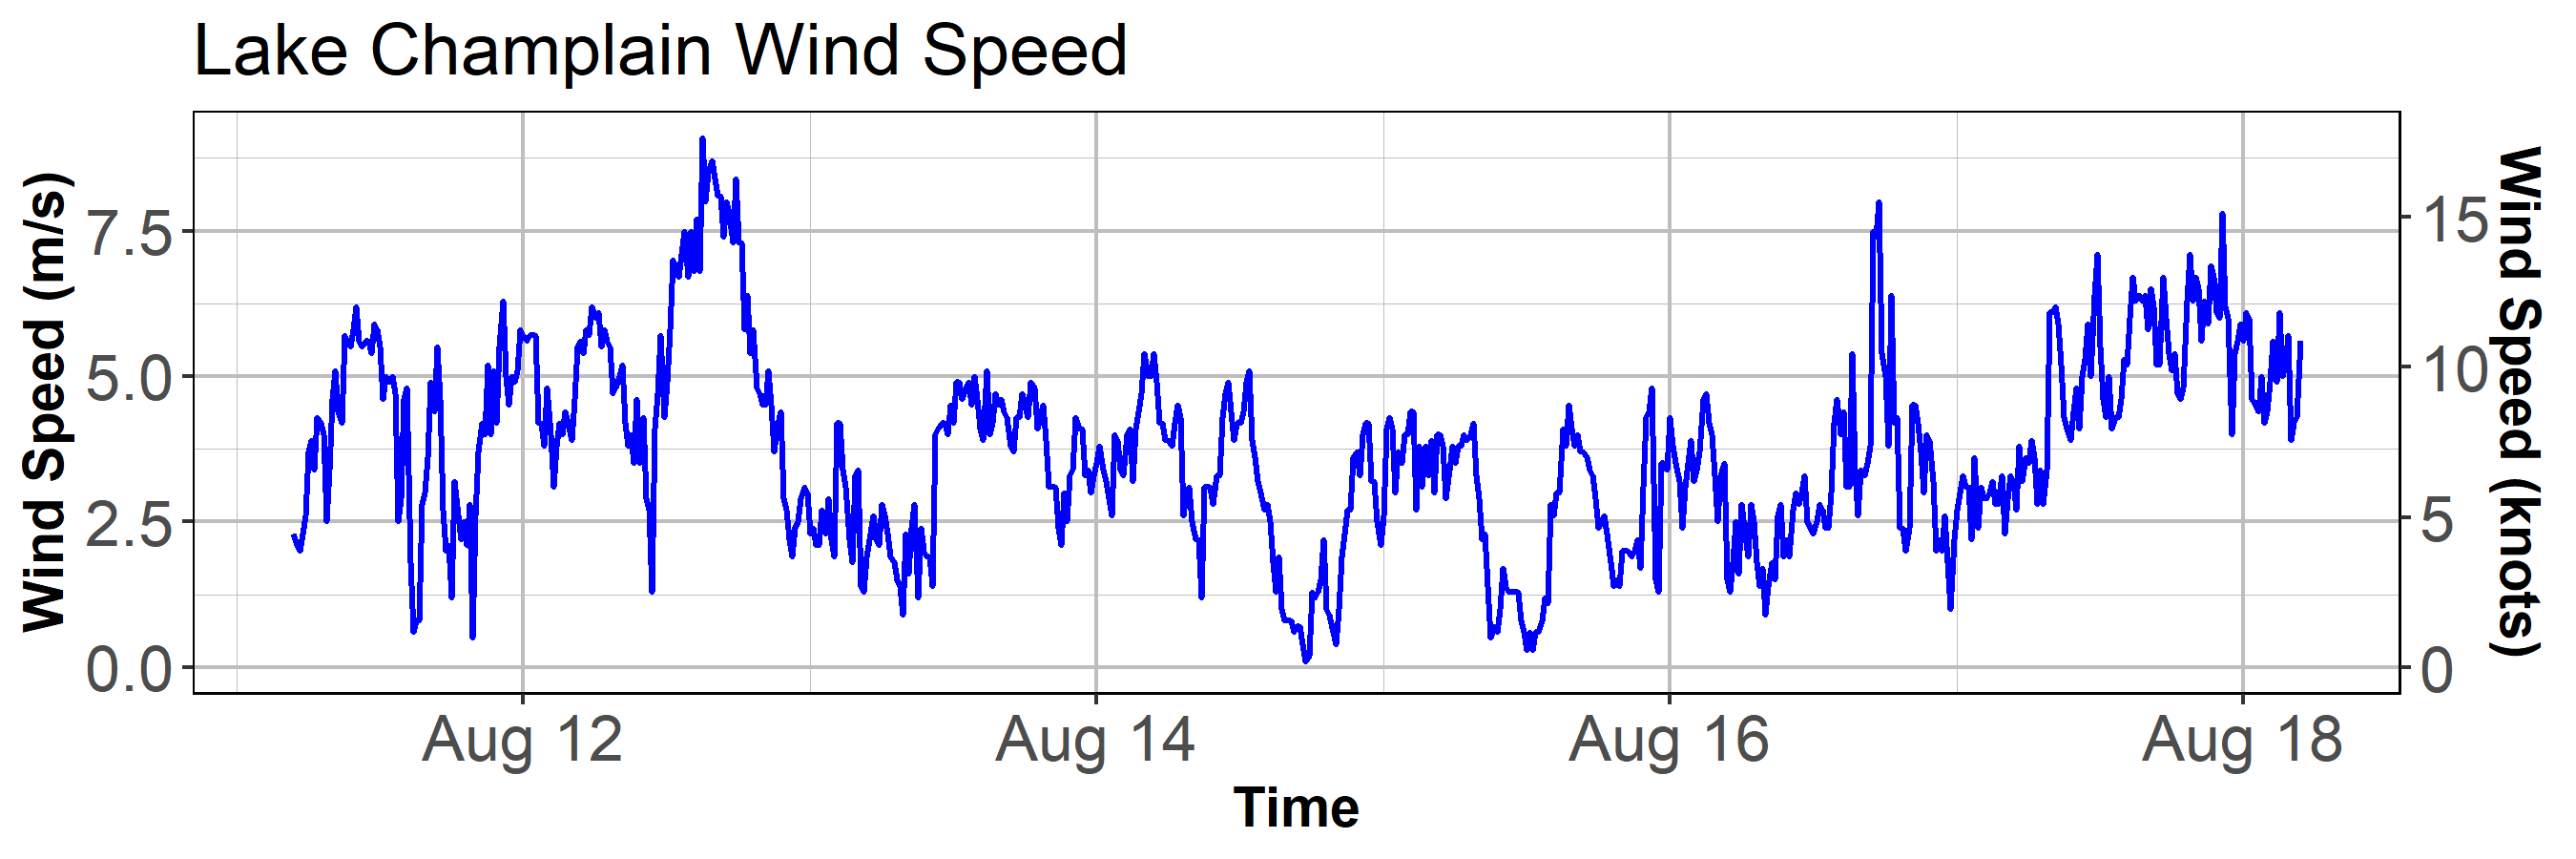 Lake Champlain Wind Speed
Wind Speed (m/s)
7.5
5.0
2.5
0.0
15
10
5
0
Wind Speed (knots)
Aug 12
Aug 14
Aug 16
Aug 18
Time